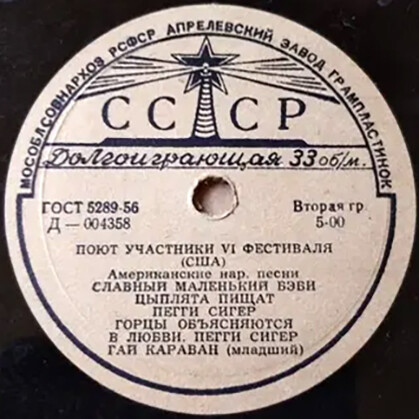 МОСОБЛСОВНАРХОЗ РСФСР АПРЕЛЕВСКИЙ ЗАВОД ГРАМПЛАСТИНОК
СССР
Долгоиграющая 33 об/м.
ГОСТ 5289-56
Вторая гр.
Д — 004358
5-00
ПОЮТ УЧАСТНИКИ VI ФЕСТИВАЛЯ
(США)
Американские нар. песни
СЛАВНЫЙ МАЛЕНЬКИЙ БЭБИ
ЦЫПЛЯТА ПИЩАТ
ПЕГГИ СИГЕР
ГОРЦЫ ОБЪЯСНЯЮТСЯ
В ЛЮБВИ. ПЕГГИ СИГЕР
ГАЙ КАРАВАН (младший)